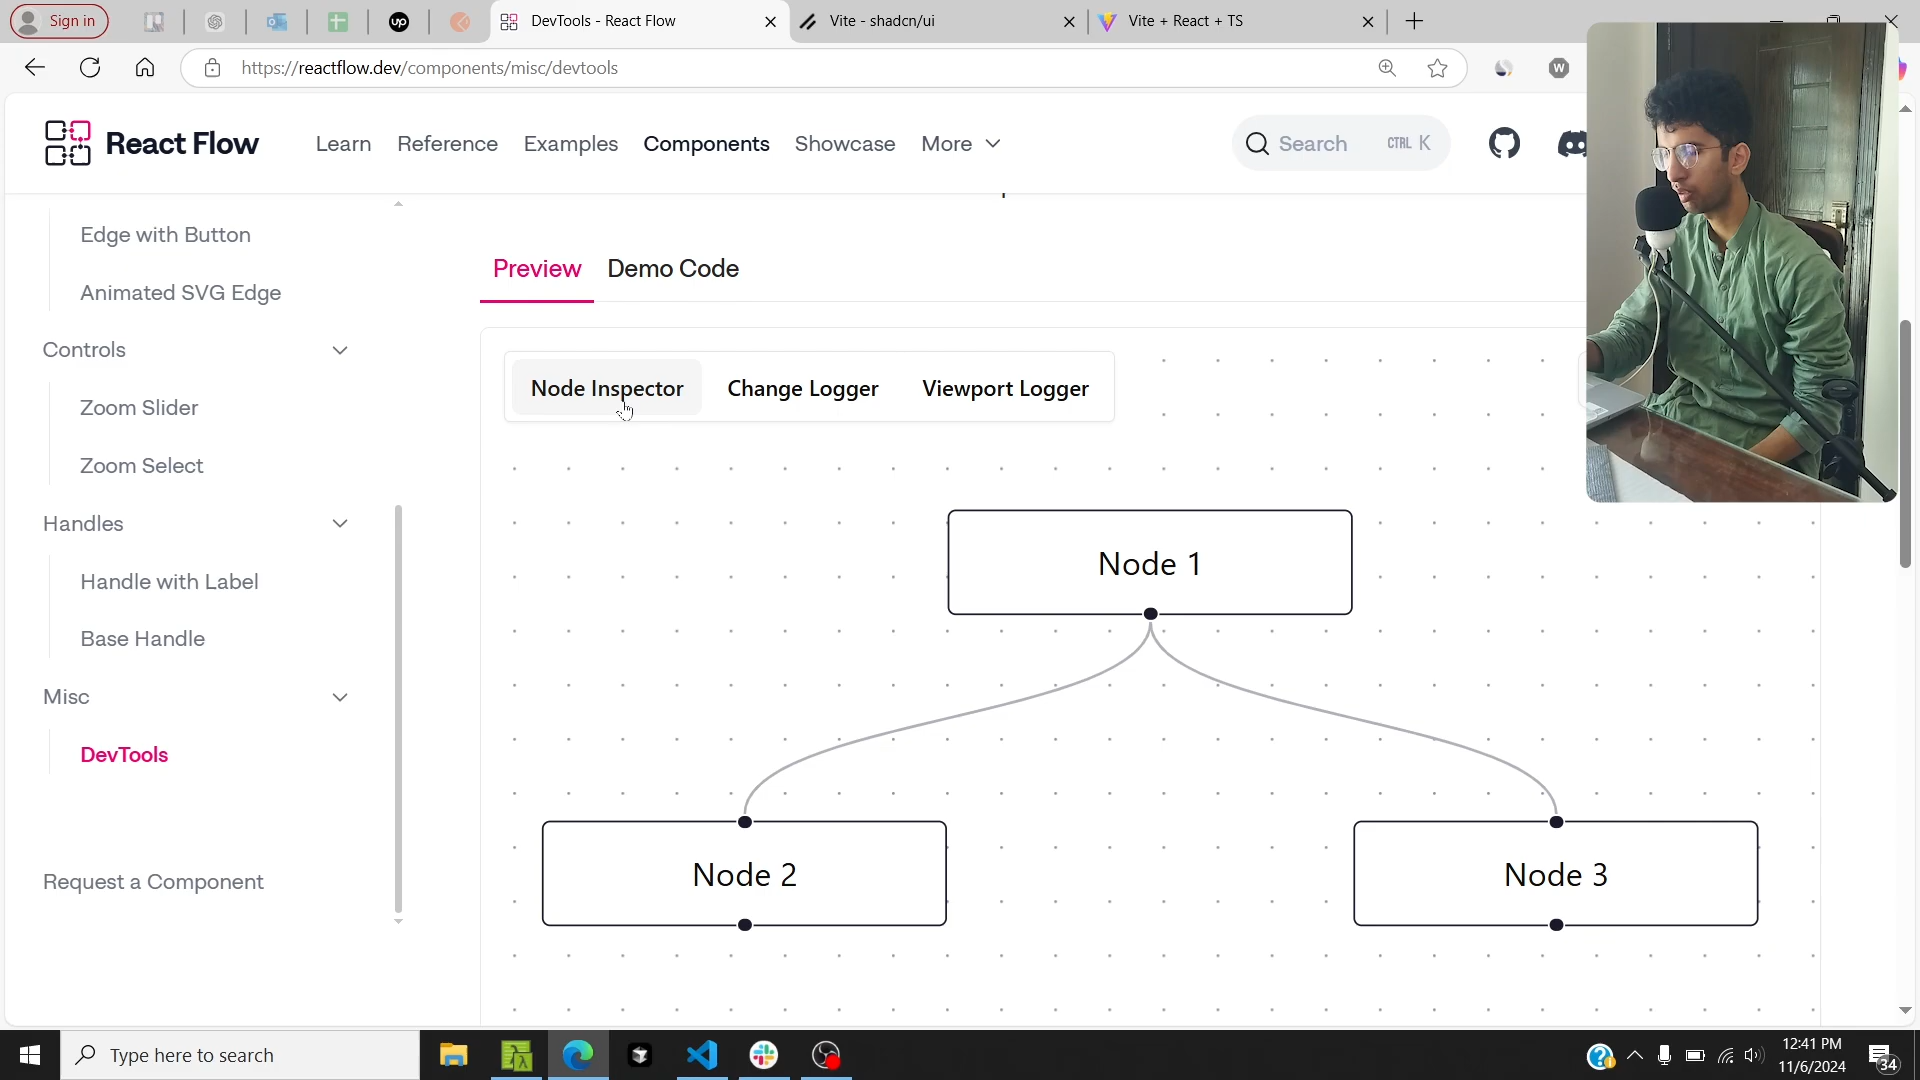 Sign in
up
DevTools - React Flow
Vite - shadcn/ui
Vite + React + TS
https://reactflow.dev/components/misc/devtools
W
React Flow
Learn
Reference
Examples
Components
Showcase
More
Search
CTRL K
Edge with Button
Animated SVG Edge
Controls
Zoom Slider
Zoom Select
Handles
Handle with Label
Base Handle
Misc
DevTools
Request a Component
Preview
Demo Code
Node Inspector
Change Logger
Viewport Logger
Node 1
Node 2
Node 3
Type here to search
12:41 PM
11/6/2024
34